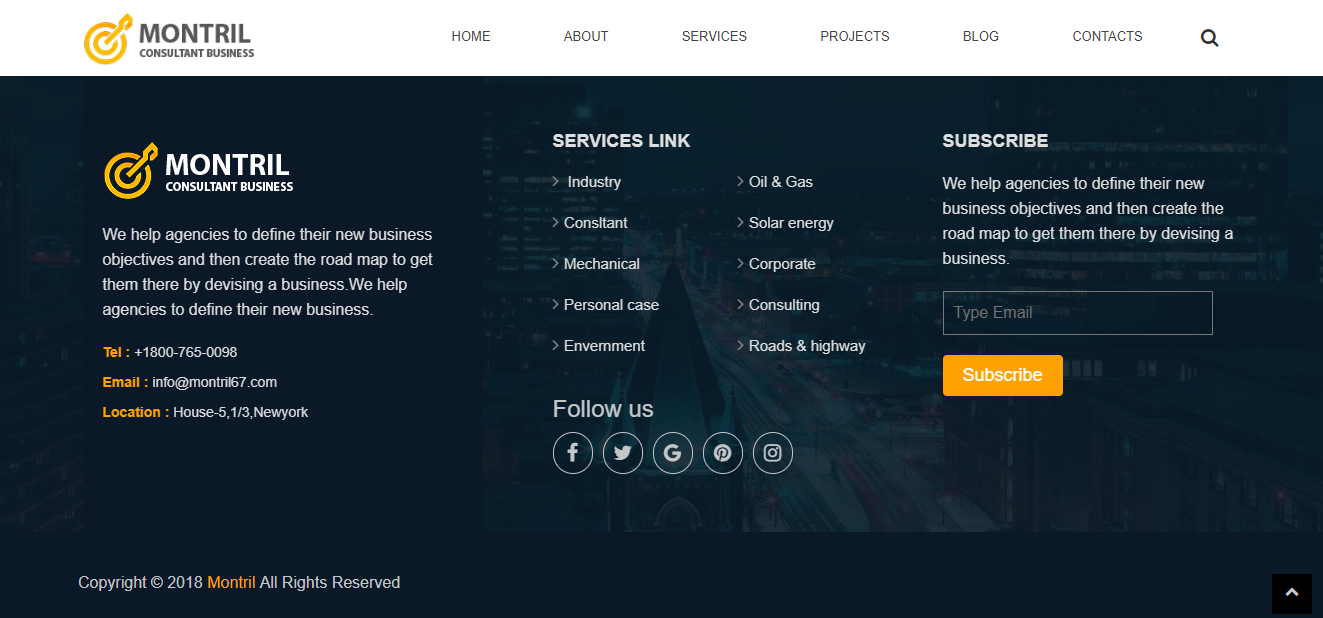 MONTRIL
CONSULTANT BUSINESS
HOME
ABOUT
SERVICES
PROJECTS
BLOG
CONTACTS
MONTRIL
CONSULTANT BUSINESS
We help agencies to define their new business
objectives and then create the road map to get
them there by devising a business.We help
agencies to define their new business.
Tel : +1800-765-0098
Email : info@montril67.com
Location : House-5,1/3,Newyork
SERVICES LINK
Industry
Consltant
Mechanical
Personal case
Envernment
Oil & Gas
Solar energy
Corporate
Consulting
Roads & highway
Follow us
SUBSCRIBE
We help agencies to define their new
business objectives and then create the
road map to get them there by devising a
business.
Type Email
Subscribe
Copyright © 2018 Montril All Rights Reserved